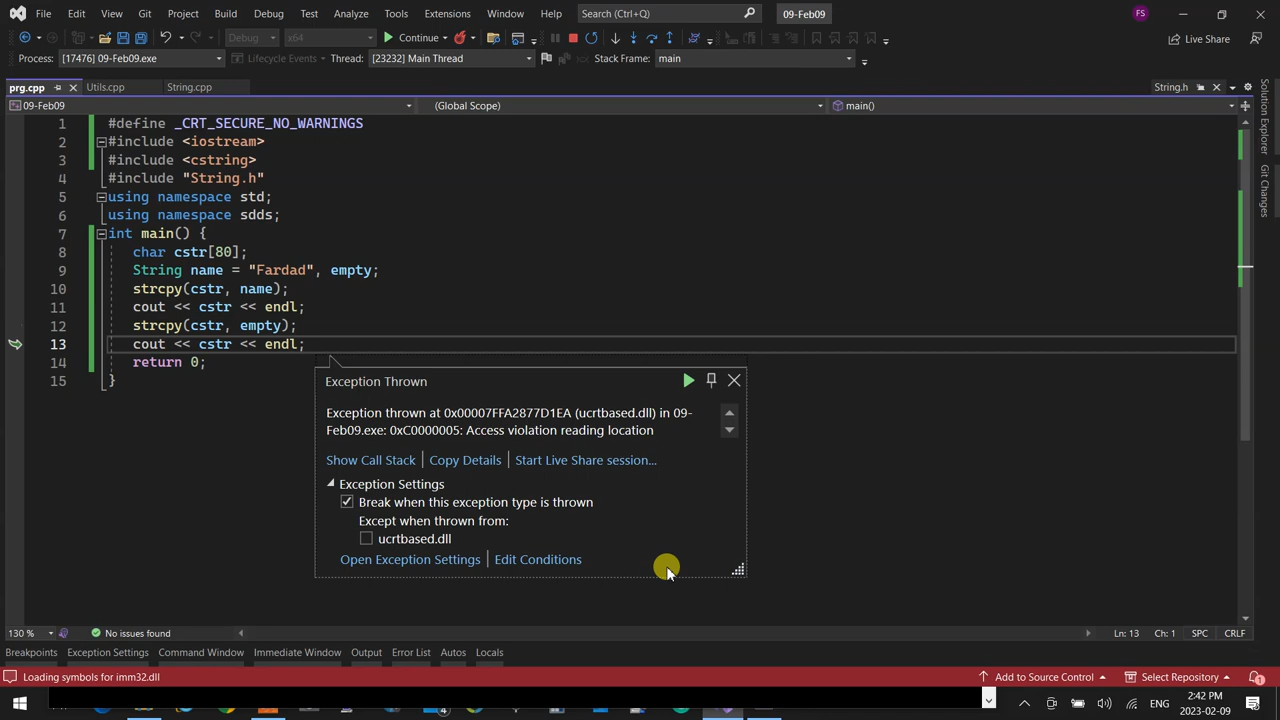 File Edit View Git Project Build Debug Test Analyze Tools Extensions Window Help Search (Ctrl+Q) 09-Feb09 FS
Debug x64 Continue Live Share
Process: [17476] 09-Feb09.exe Lifecycle Events Thread: [23232] Main Thread Stack Frame: main
prg.cpp Utils.cpp String.cpp String.h
09-Feb09 (Global Scope) main()
1 #define _CRT_SECURE_NO_WARNINGS
2 #include <iostream>
3 #include <cstring>
4 #include "String.h"
5 using namespace std;
6 using namespace sdds;
7 int main() {
8 char cstr[80];
9 String name = "Fardad", empty;
10 strcpy(cstr, name);
11 cout << cstr << endl;
12 strcpy(cstr, empty);
13 cout << cstr << endl;
14 return 0;
15 }
Exception Thrown
Exception thrown at 0x00007FFA2877D1EA (ucrtbased.dll) in 09-
Feb09.exe: 0xC0000005: Access violation reading location
Show Call Stack Copy Details Start Live Share session...
Exception Settings
Break when this exception type is thrown
Except when thrown from:
ucrtbased.dll
Open Exception Settings Edit Conditions
Solution Explorer
Git Changes
130 % No issues found Ln: 13 Ch: 1 SPC CRLF
Breakpoints Exception Settings Command Window Immediate Window Output Error List Autos Locals
Loading symbols for imm32.dll Add to Source Control Select Repository 1
4 ENG 2:42 PM
2023-02-09